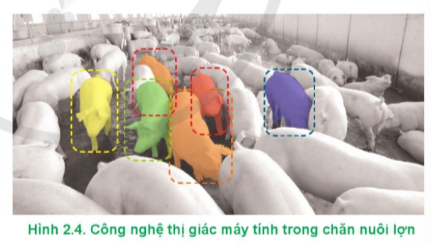 Hình 2.4. Công nghệ thị giác máy tính trong chăn nuôi lợn